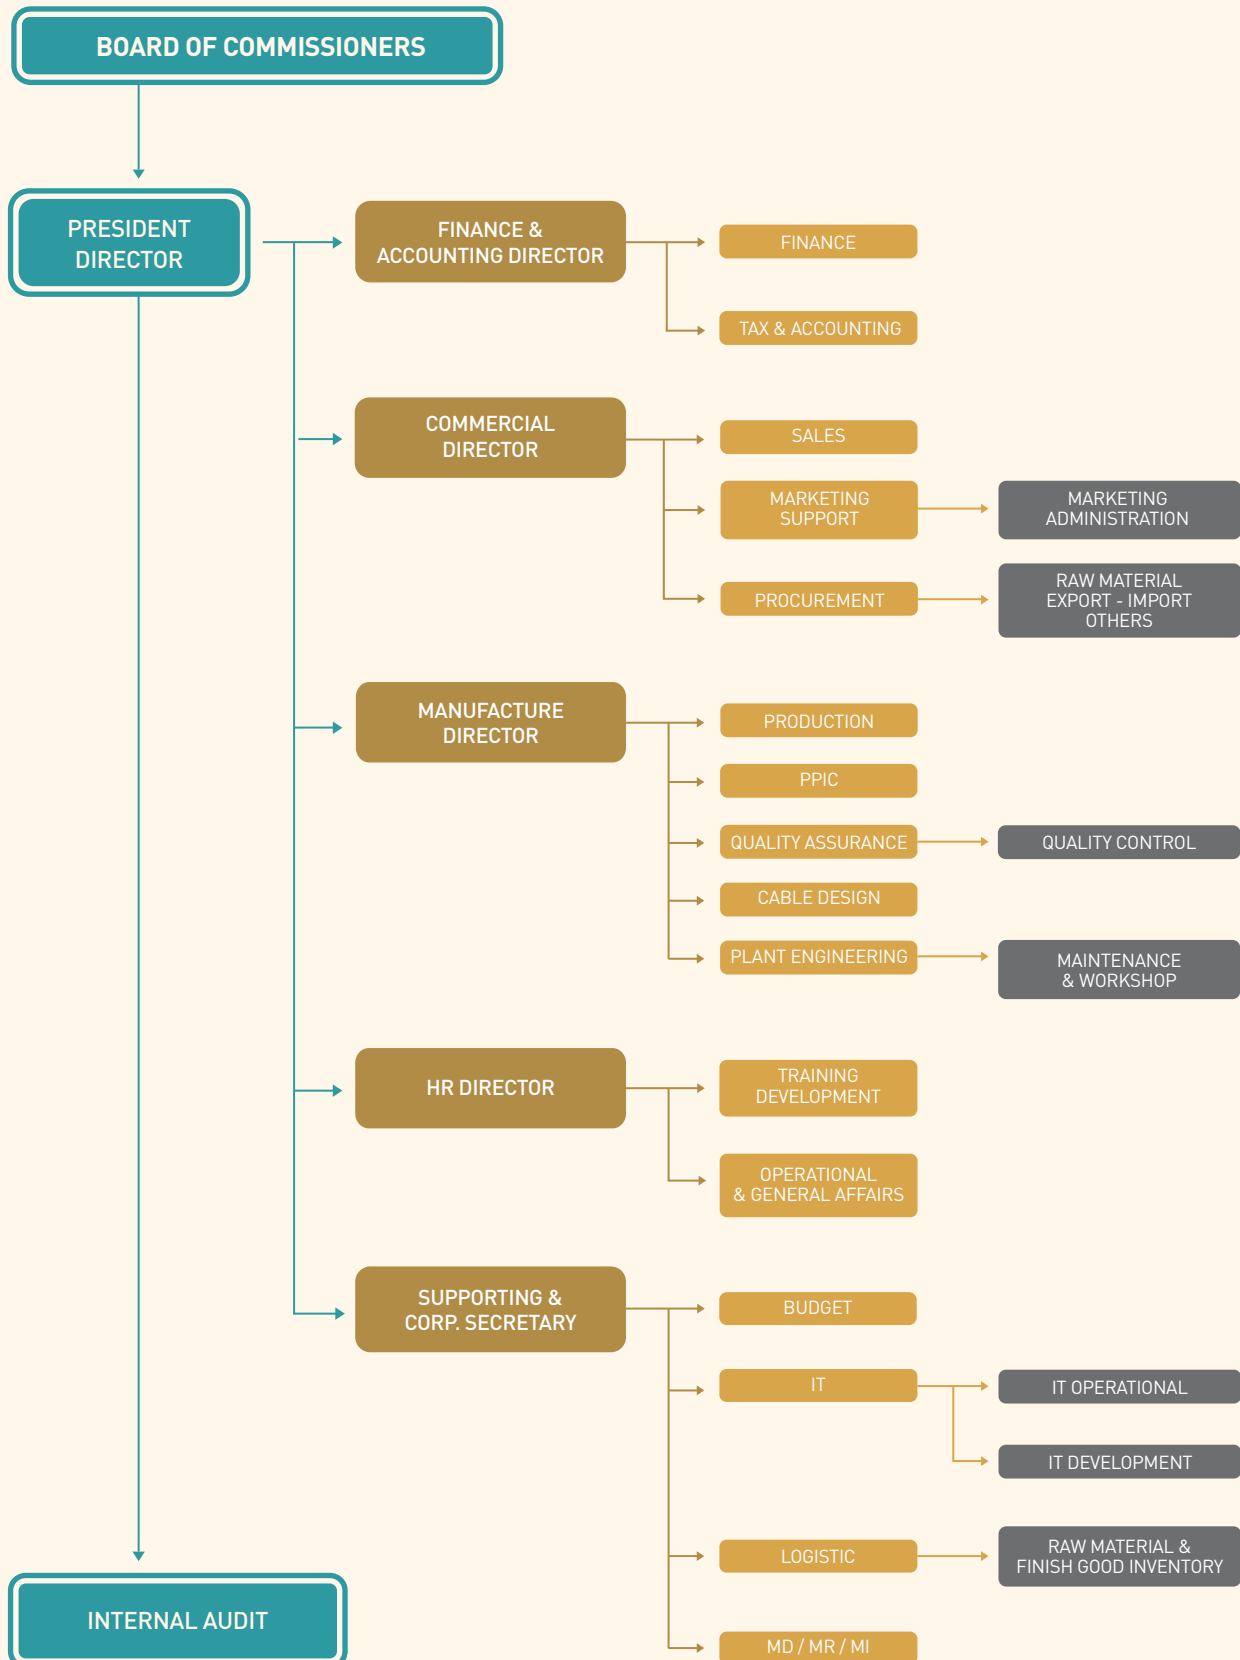 BOARD OF COMMISSIONERS
PRESIDENT
DIRECTOR
FINANCE &
ACCOUNTING DIRECTOR
FINANCE
TAX & ACCOUNTING
COMMERCIAL
DIRECTOR
SALES
MARKETING
SUPPORT
MARKETING
ADMINISTRATION
PROCUREMENT
RAW MATERIAL
EXPORT - IMPORT
OTHERS
MANUFACTURE
DIRECTOR
PRODUCTION
PPIC
QUALITY ASSURANCE
QUALITY CONTROL
CABLE DESIGN
PLANT ENGINEERING
MAINTENANCE
& WORKSHOP
HR DIRECTOR
TRAINING
DEVELOPMENT
OPERATIONAL
& GENERAL AFFAIRS
SUPPORTING &
CORP. SECRETARY
BUDGET
IT
IT OPERATIONAL
IT DEVELOPMENT
LOGISTIC
RAW MATERIAL &
FINISH GOOD INVENTORY
MD / MR / MI
INTERNAL AUDIT